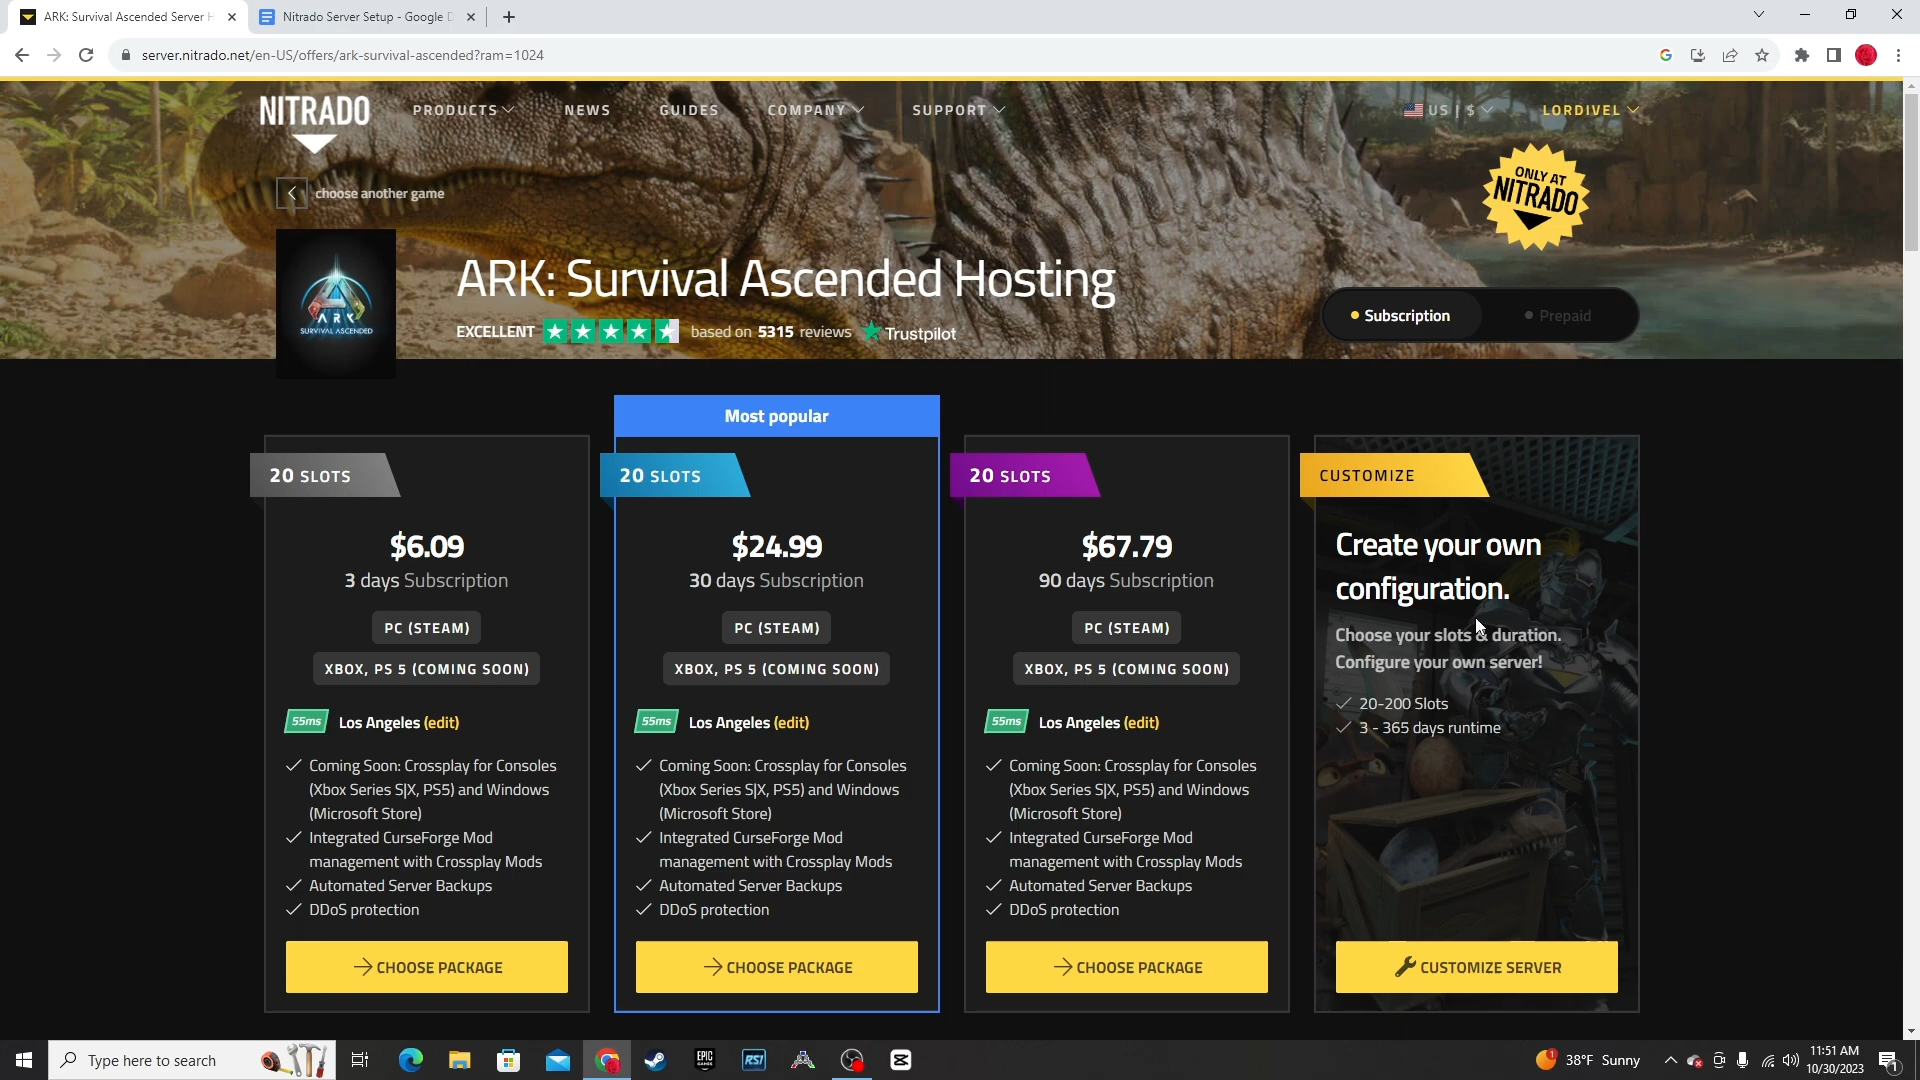 ARK: Survival Ascended Server H
Nitrado Server Setup - Google D
server.nitrado.net/en-US/offers/ark-survival-ascended?ram=1024
NITRADO
PRODUCTS
NEWS
GUIDES
COMPANY
SUPPORT
US | $
LORDIVEL
choose another game
ONLY AT
NITRADO
ARK
SURVIVAL ASCENDED
ARK: Survival Ascended Hosting
EXCELLENT based on 5315 reviews Trustpilot
Subscription
Prepaid
Most popular
20 SLOTS
$6.09
3 days Subscription
PC (STEAM)
XBOX, PS 5 (COMING SOON)
55ms Los Angeles (edit)
Coming Soon: Crossplay for Consoles
(Xbox Series S|X, PS5) and Windows
(Microsoft Store)
Integrated CurseForge Mod
management with Crossplay Mods
Automated Server Backups
DDoS protection
CHOOSE PACKAGE
20 SLOTS
$24.99
30 days Subscription
PC (STEAM)
XBOX, PS 5 (COMING SOON)
55ms Los Angeles (edit)
Coming Soon: Crossplay for Consoles
(Xbox Series S|X, PS5) and Windows
(Microsoft Store)
Integrated CurseForge Mod
management with Crossplay Mods
Automated Server Backups
DDoS protection
CHOOSE PACKAGE
20 SLOTS
$67.79
90 days Subscription
PC (STEAM)
XBOX, PS 5 (COMING SOON)
55ms Los Angeles (edit)
Coming Soon: Crossplay for Consoles
(Xbox Series S|X, PS5) and Windows
(Microsoft Store)
Integrated CurseForge Mod
management with Crossplay Mods
Automated Server Backups
DDoS protection
CHOOSE PACKAGE
CUSTOMIZE
Create your own
configuration.
Choose your slots & duration.
Configure your own server!
20-200 Slots
3 - 365 days runtime
CUSTOMIZE SERVER
Type here to search
EPIC
GAMES
RSI
1
38°F Sunny
11:51 AM
10/30/2023
1